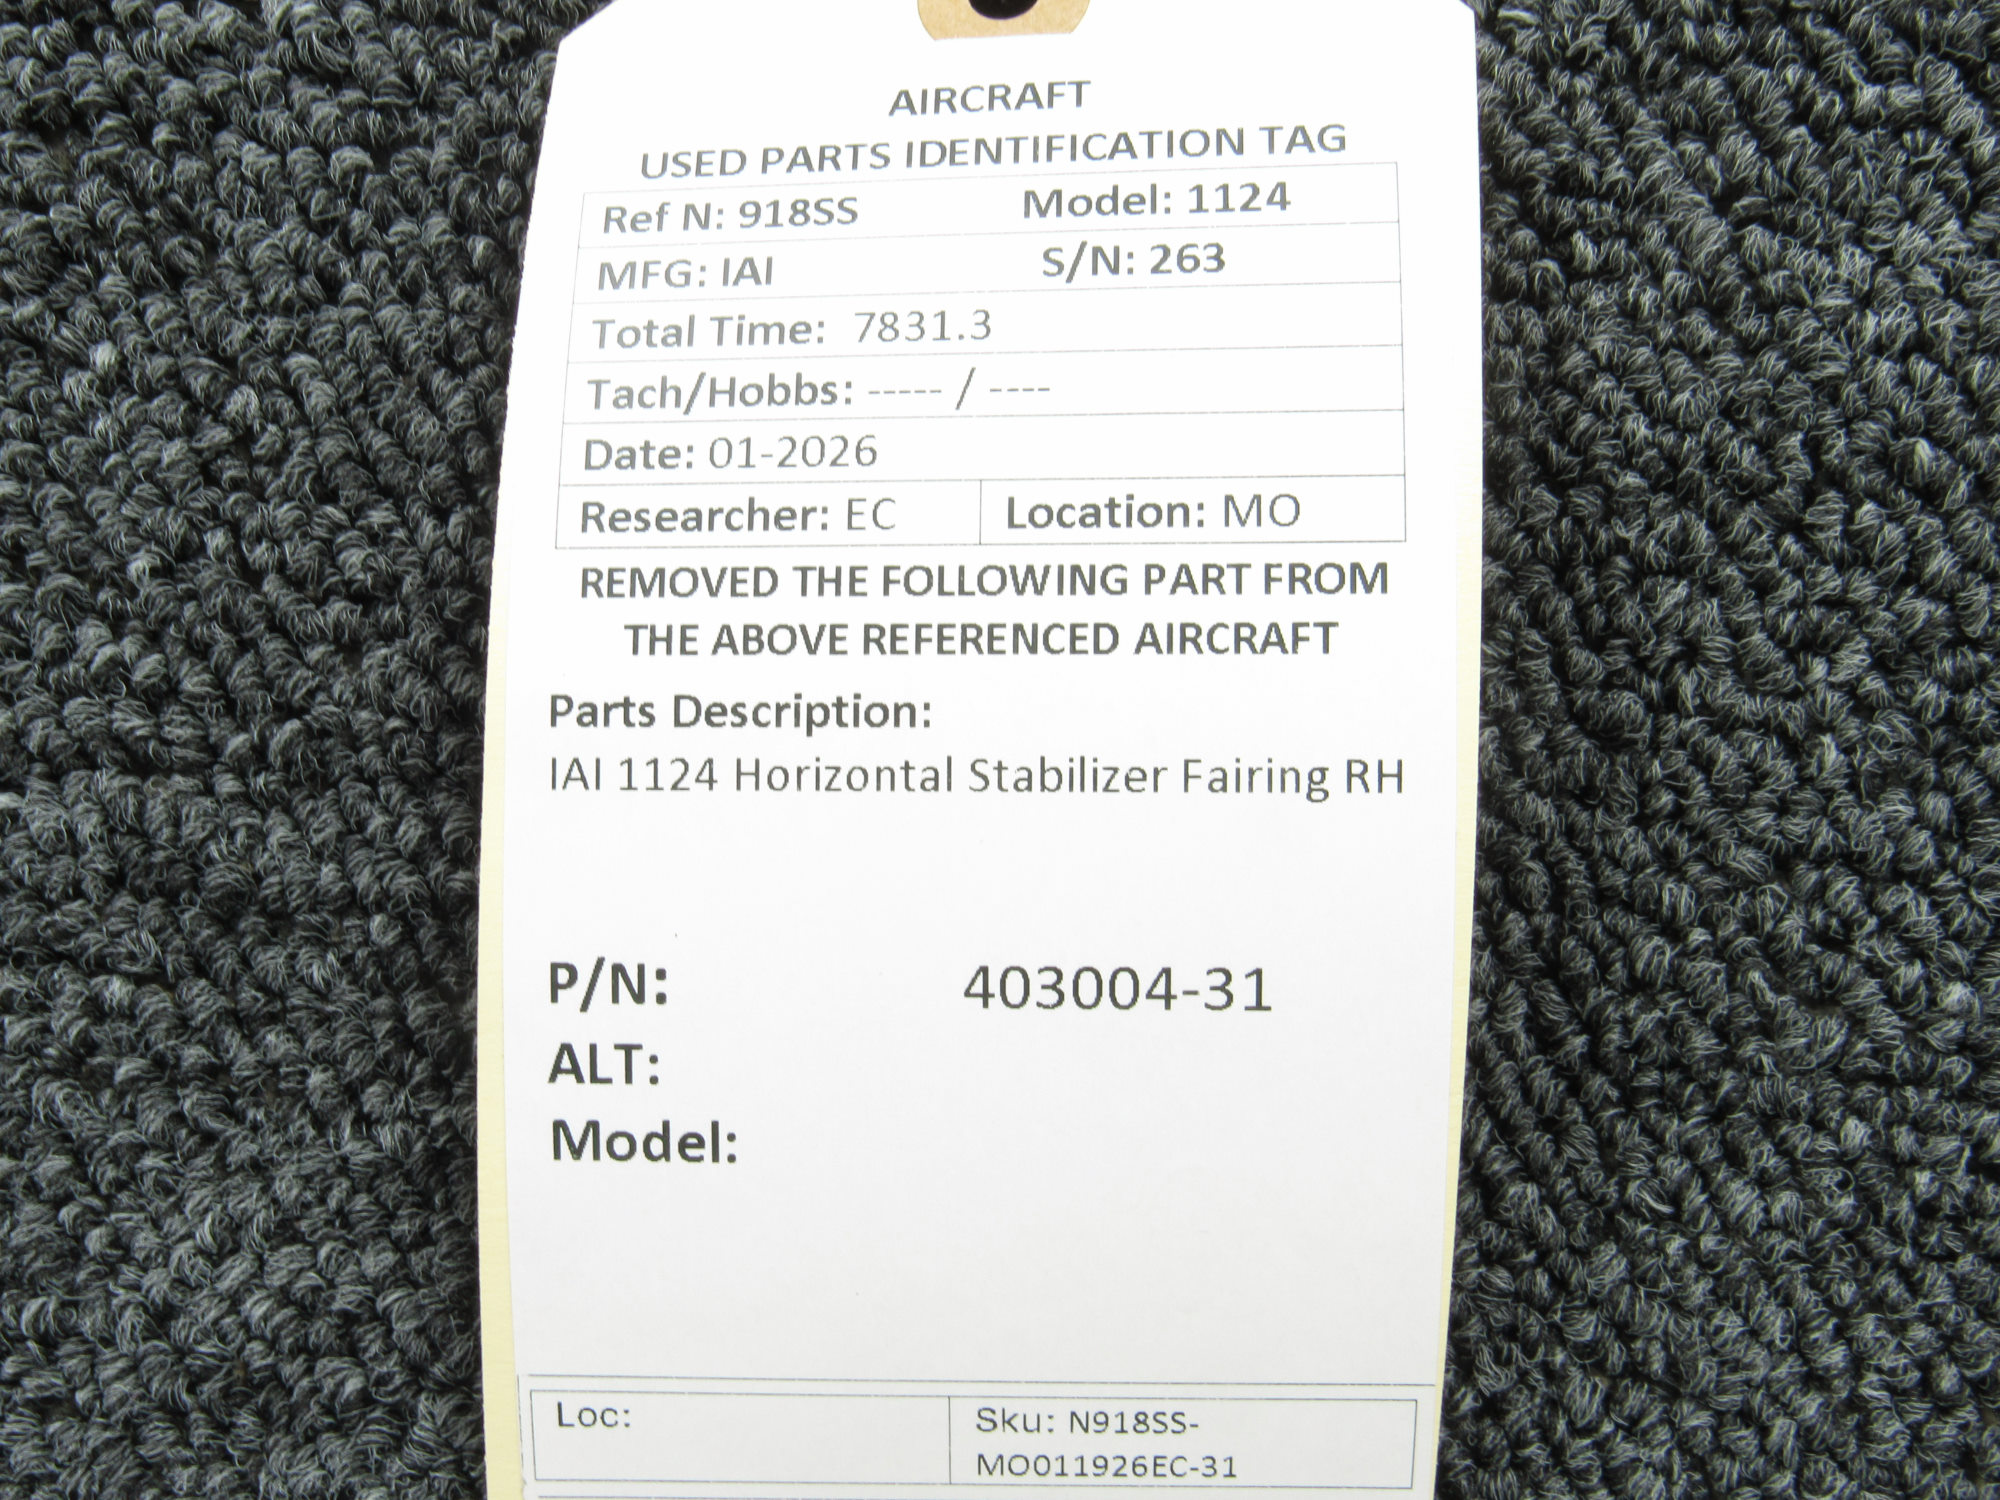 AIRCRAFT
USED PARTS IDENTIFICATION TAG
Ref N: 918SS Model: 1124
MFG: IAI S/N: 263
Total Time: 7831.3
Tach/Hobbs: ----- / ----
Date: 01-2026
Researcher: EC Location: MO
REMOVED THE FOLLOWING PART FROM
THE ABOVE REFERENCED AIRCRAFT
Parts Description:
IAI 1124 Horizontal Stabilizer Fairing RH
P/N: 403004-31
ALT:
Model:
Loc: Sku: N918SS-
MO011926EC-31